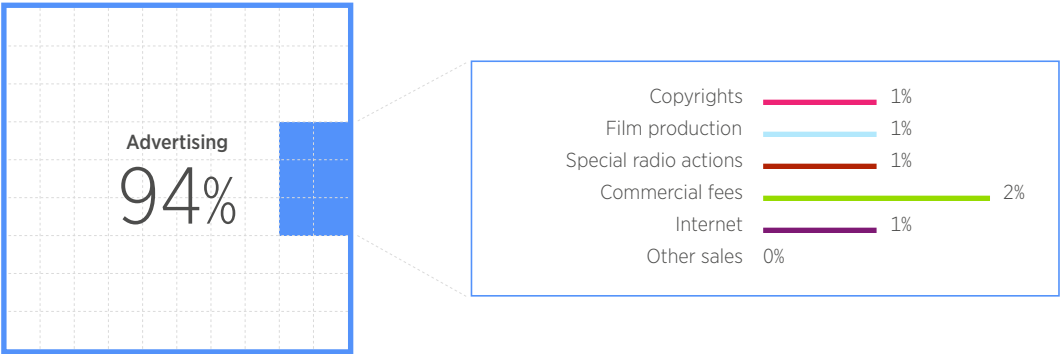 Advertising
94%
Copyrights 1%
Film production 1%
Special radio actions 1%
Commercial fees 2%
Internet 1%
Other sales 0%